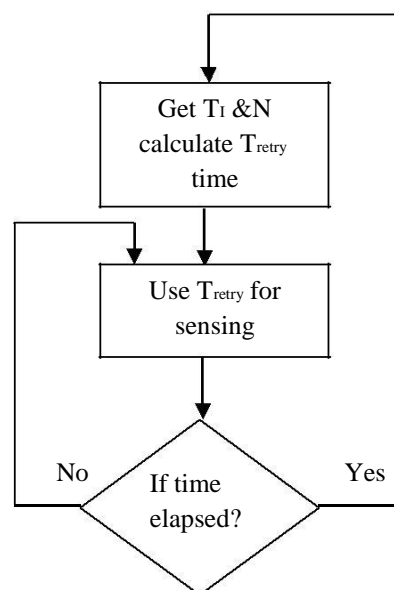 Get TI &N
calculate Tretry
time
Use Tretry for
sensing
No
If time
elapsed?
Yes